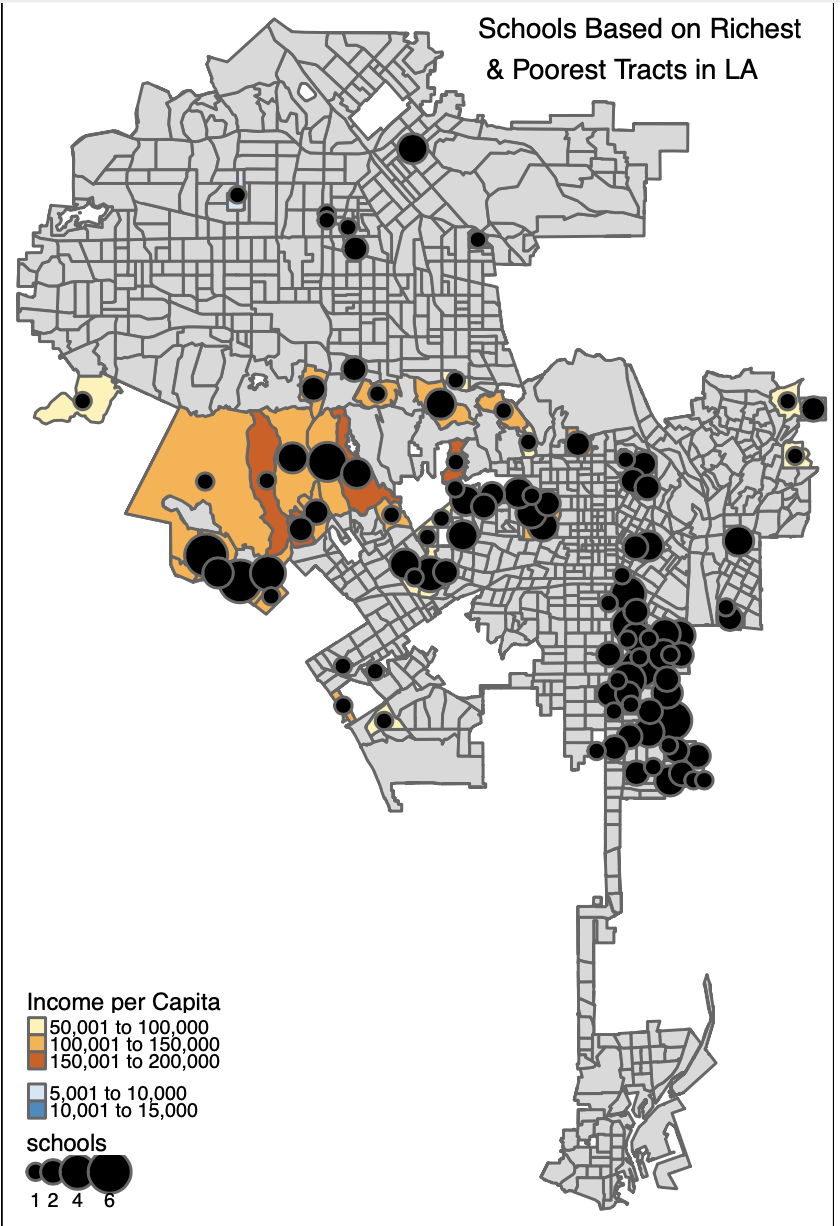 Schools Based on Richest
& Poorest Tracts in LA
Income per Capita
50,001 to 100,000
100,001 to 150,000
150,001 to 200,000
5,001 to 10,000
10,001 to 15,000
schools
1 2 4 6